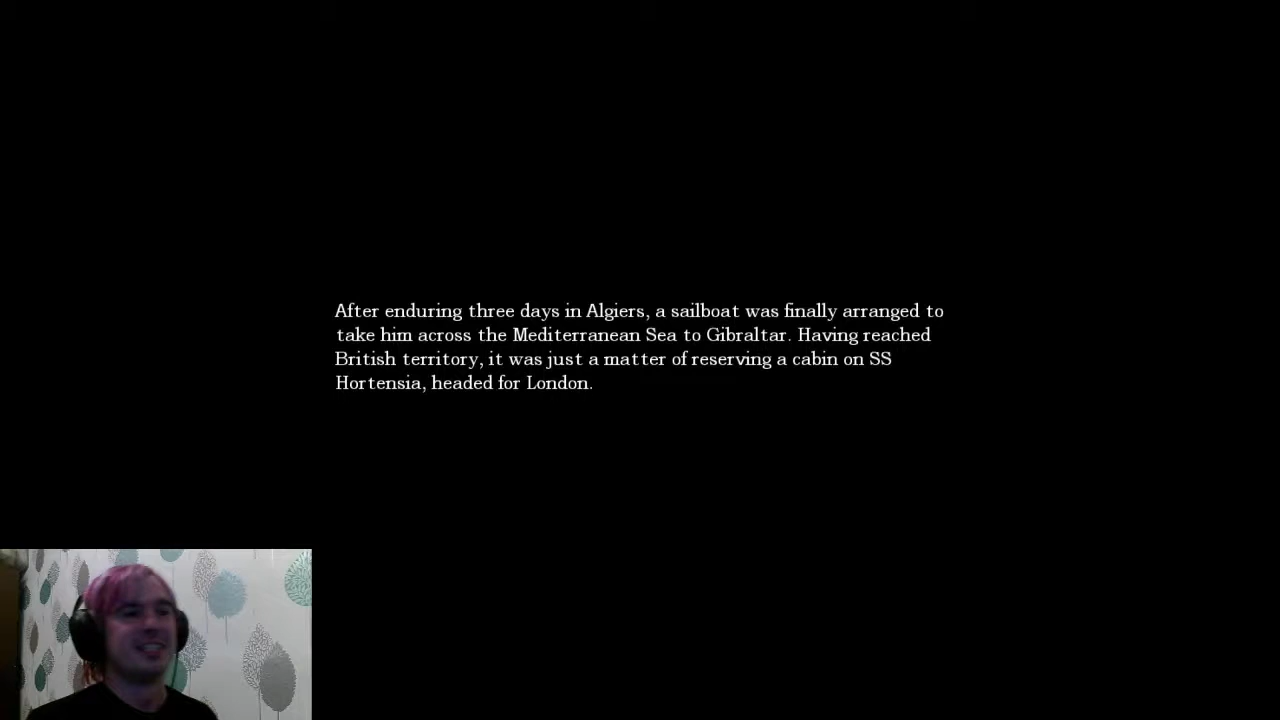 After enduring three days in Algiers, a sailboat was finally arranged to
take him across the Mediterranean Sea to Gibraltar. Having reached
British territory, it was just a matter of reserving a cabin on SS
Hortensia, headed for London.